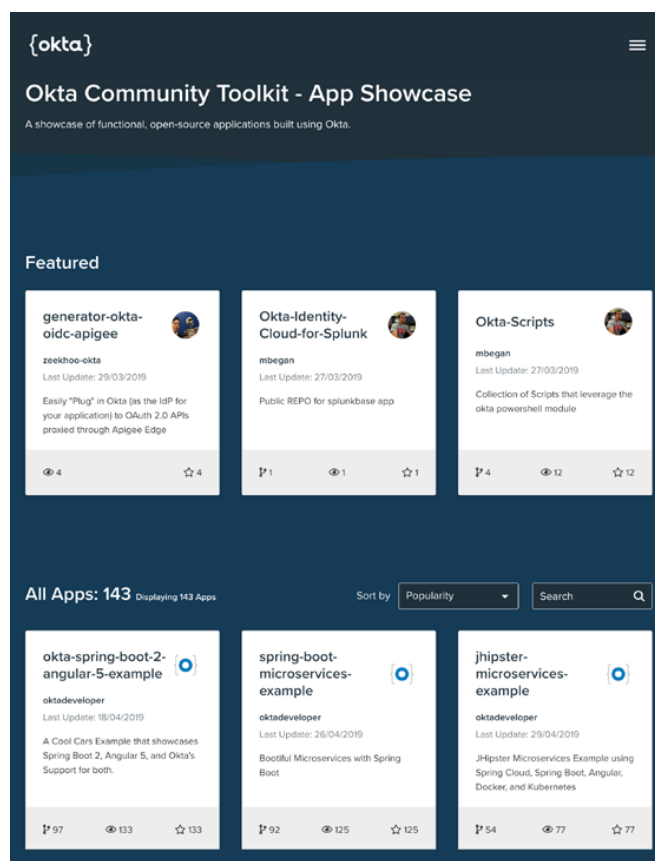 {okta}
Okta Community Toolkit - App Showcase
A showcase of functional, open-source applications built using Okta.
Featured
generator-okta-
oidc-apigee
zeekhoo-okta
Last Update: 29/03/2019
Easily "Plug" in Okta (as the IdP for
your application) to OAuth 2.0 APIs
proxied through Apigee Edge
4 4
Okta-Identity-
Cloud-for-Splunk
mbegan
Last Update: 27/03/2019
Public REPO for splunkbase app
1 1 1
Okta-Scripts
mbegan
Last Update: 27/03/2019
Collection of Scripts that leverage the
okta powershell module
4 12 12
All Apps: 143 Displaying 143 Apps
Sort by Popularity Search
okta-spring-boot-2-
angular-5-example
oktadeveloper
Last Update: 18/04/2019
A Cool Cars Example that showcases
Spring Boot 2, Angular 5, and Okta's
Support for both.
97 133 133
spring-boot-
microservices-
example
oktadeveloper
Last Update: 26/04/2019
Bootiful Microservices with Spring
Boot
92 125 125
jhipster-
microservices-
example
oktadeveloper
Last Update: 29/04/2019
JHipster Microservices Example using
Spring Cloud, Spring Boot, Angular,
Docker, and Kubernetes
54 77 77